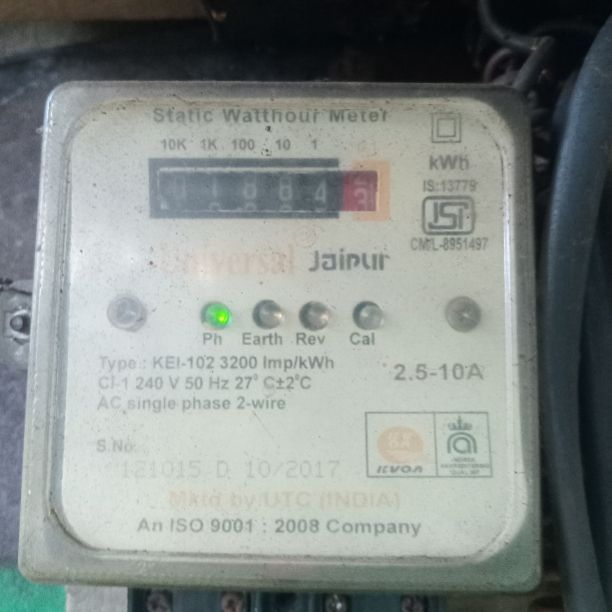 Static Watthour Meter
10K 1K 100 10 1
kWh
IS:13779
ISI
CM/L-8951497
Universal ® Jaipur
Ph Earth Rev Cal
Type : KEI-102 3200 Imp/kWh
Cl-1 240 V 50 Hz 27° C±2°C
AC single phase 2-wire
2.5-10A
S.No.
121015 D 10/2017
Mktd by UTC (INDIA)
An ISO 9001 : 2008 Company